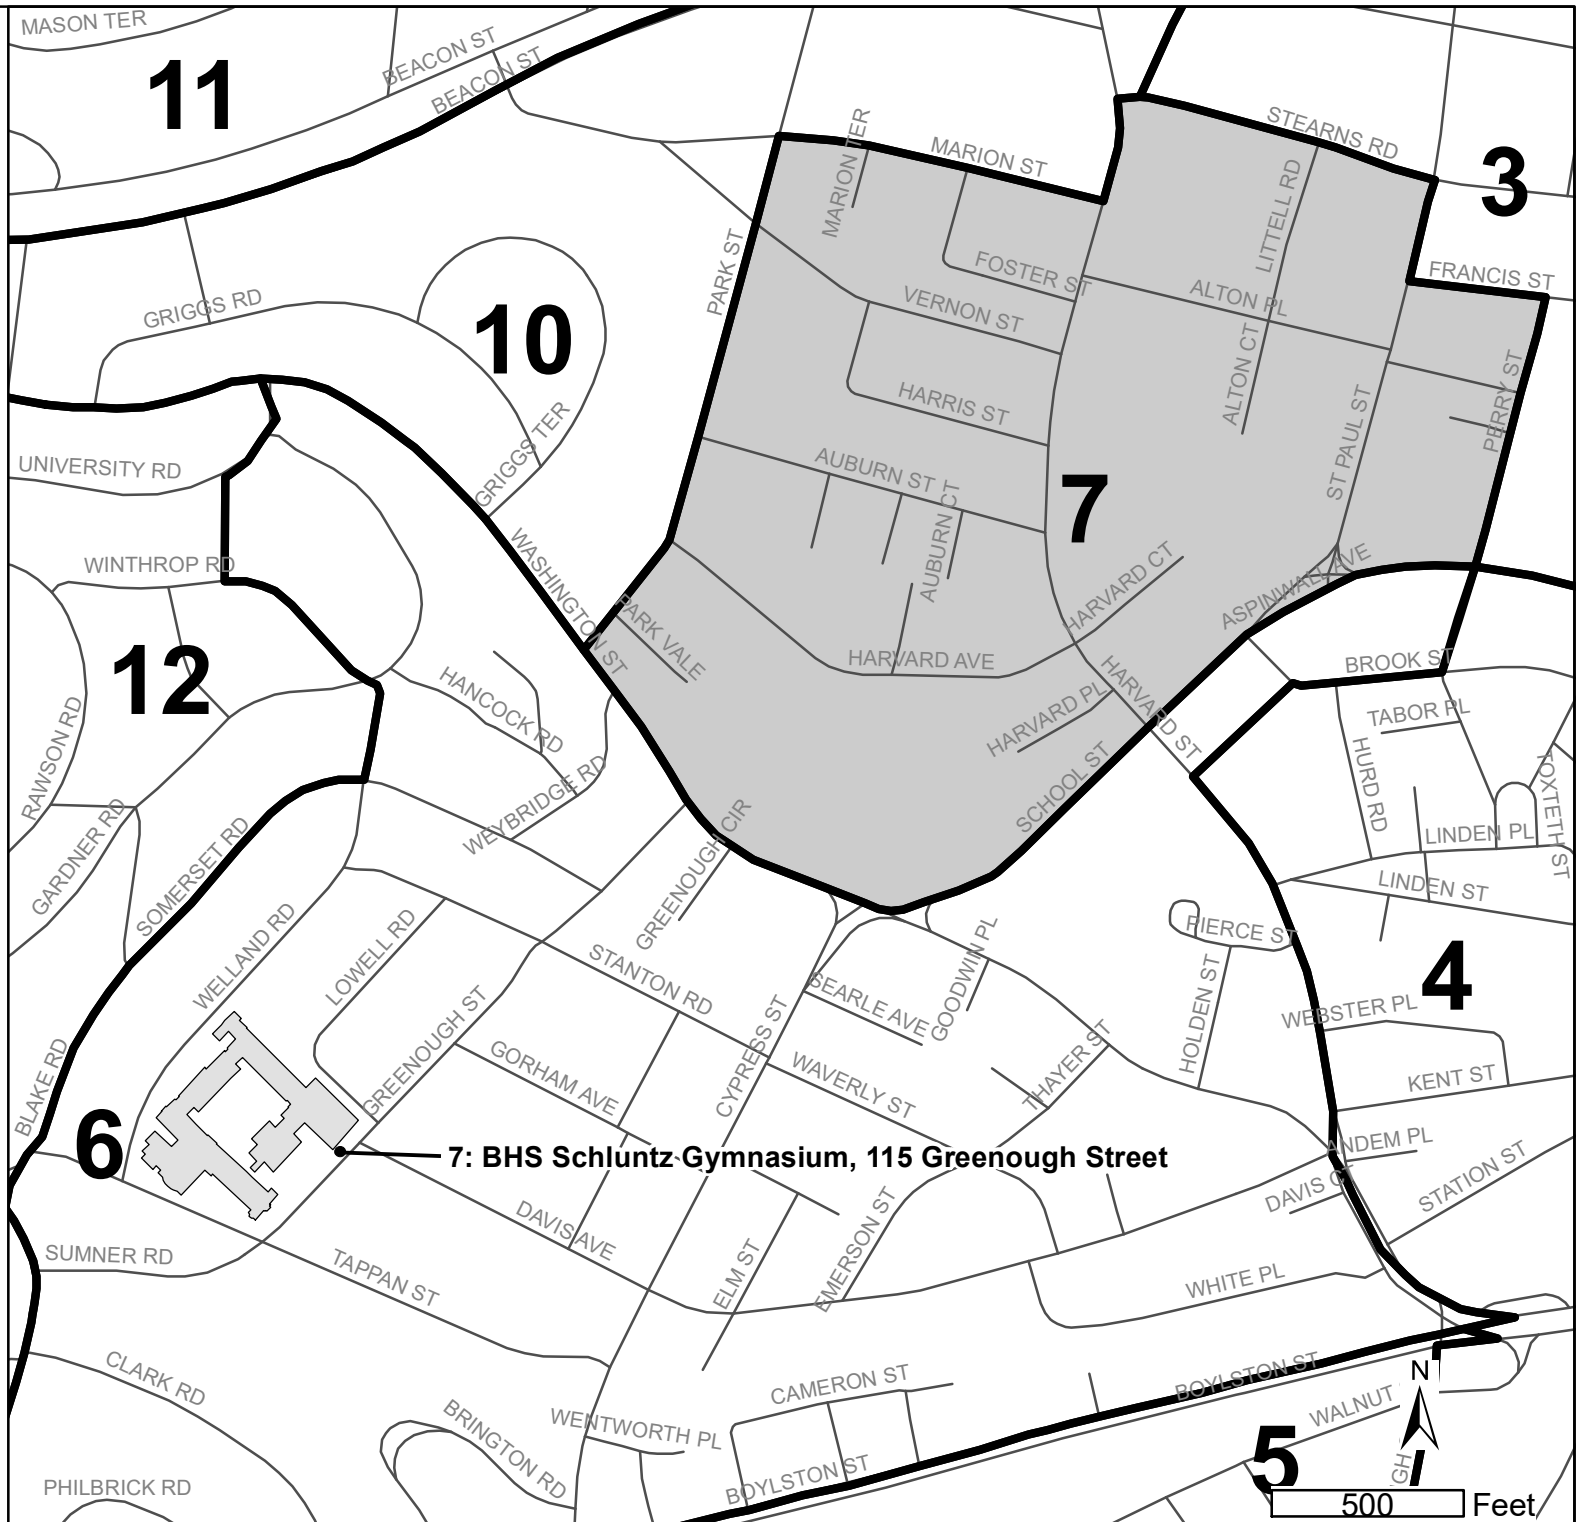 MASON TER
BEACON ST
BEACON ST
11
STEARNS RD
MARION TER
MARION ST
3
LITTELL RD
PARK ST
FOSTER ST
FRANCIS ST
GRIGGS RD
10
VERNON ST
ALTON PL
ALTON CT
HARRIS ST
PERRY ST
ST PAUL ST
GRIGGS TER
UNIVERSITY RD
AUBURN ST
AUBURN CT
7
WINTHROP RD
WASHINGTON ST
HARVARD CT
ASPINWALL AVE
PARK VALE
12
HARVARD AVE
BROOK ST
HANCOCK RD
HARVARD PL
HARVARD ST
TABOR PL
RAWSON RD
HURD RD
TOXTETH ST
WEYBRIDGE RD
SCHOOL ST
GARDNER RD
SOMERSET RD
GREENOUGH CIR
LINDEN PL
LINDEN ST
WELLAND RD
LOWELL RD
STANTON RD
GOODWIN PL
PIERCE ST
4
SEARLE AVE
HOLDEN ST
WEBSTER PL
GREENOUGH ST
CYPRESS ST
THAYER ST
BLAKE RD
GORHAM AVE
WAVERLY ST
KENT ST
6
7: BHS Schluntz Gymnasium, 115 Greenough Street
ANDEM PL
STATION ST
DAVIS CT
DAVIS AVE
EMERSON ST
SUMNER RD
TAPPAN ST
ELM ST
WHITE PL
CLARK RD
CAMERON ST
BOYLSTON ST
N
BRINGTON RD
WENTWORTH PL
WALNUT
5
BOYLSTON ST
GH
PHILBRICK RD
500 Feet